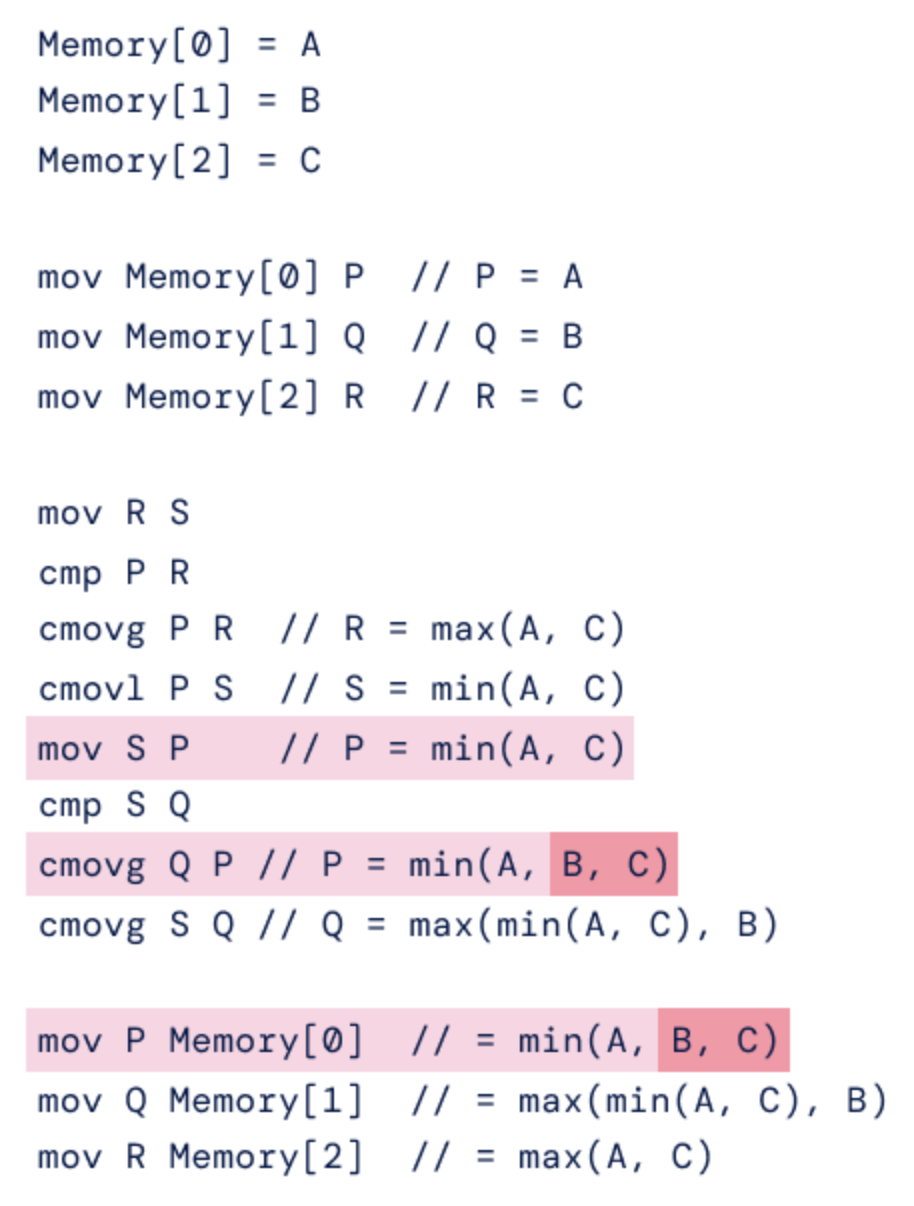 Memory[0] = A
Memory[1] = B
Memory[2] = C
mov Memory[0] P // P = A
mov Memory[1] Q // Q = B
mov Memory[2] R // R = C
mov R S
cmp P R
cmovg P R // R = max(A, C)
cmovl P S // S = min(A, C)
mov S P // P = min(A, C)
cmp S Q
cmovg Q P // P = min(A, B, C)
cmovg S Q // Q = max(min(A, C), B)
mov P Memory[0] // = min(A, B, C)
mov Q Memory[1] // = max(min(A, C), B)
mov R Memory[2] // = max(A, C)